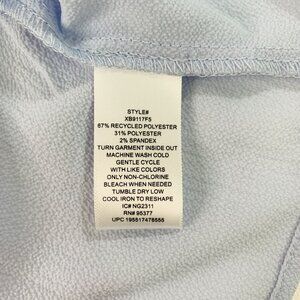 STYLE#
XB9117F5
67% RECYCLED POLYESTER
31% POLYESTER
2% SPANDEX
TURN GARMENT INSIDE OUT
MACHINE WASH COLD
GENTLE CYCLE
WITH LIKE COLORS
ONLY NON-CHLORINE
BLEACH WHEN NEEDED
TUMBLE DRY LOW
COOL IRON TO RESHAPE
IC# NG2311
RN# 95377
UPC 195817478555